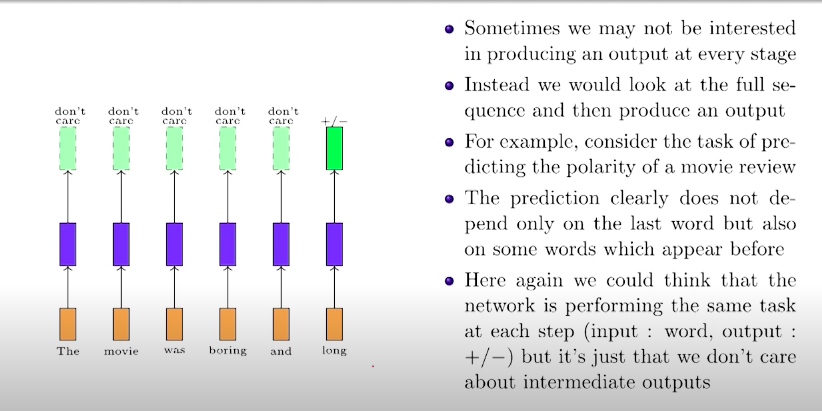 don't don't don't don't don't
care care care care care +/−
The movie was boring and long
Sometimes we may not be interested
in producing an output at every stage
Instead we would look at the full se-
quence and then produce an output
For example, consider the task of pre-
dicting the polarity of a movie review
The prediction clearly does not de-
pend only on the last word but also
on some words which appear before
Here again we could think that the
network is performing the same task
at each step (input : word, output :
+/−) but it's just that we don't care
about intermediate outputs